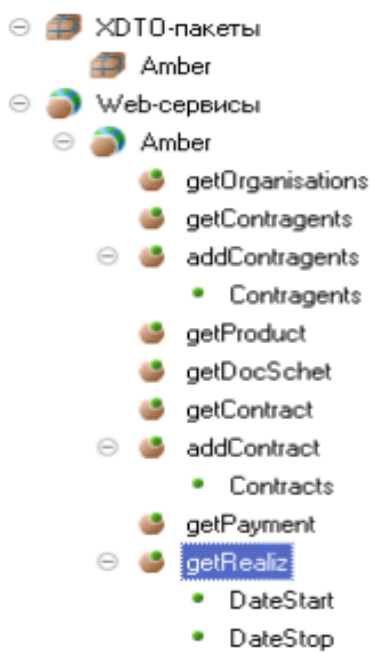 XDTO-пакеты
Amber
Web-сервисы
Amber
getOrganisations
getContragents
addContragents
Contragents
getProduct
getDocSchet
getContract
addContract
Contracts
getPayment
getRealiz
DateStart
DateStop